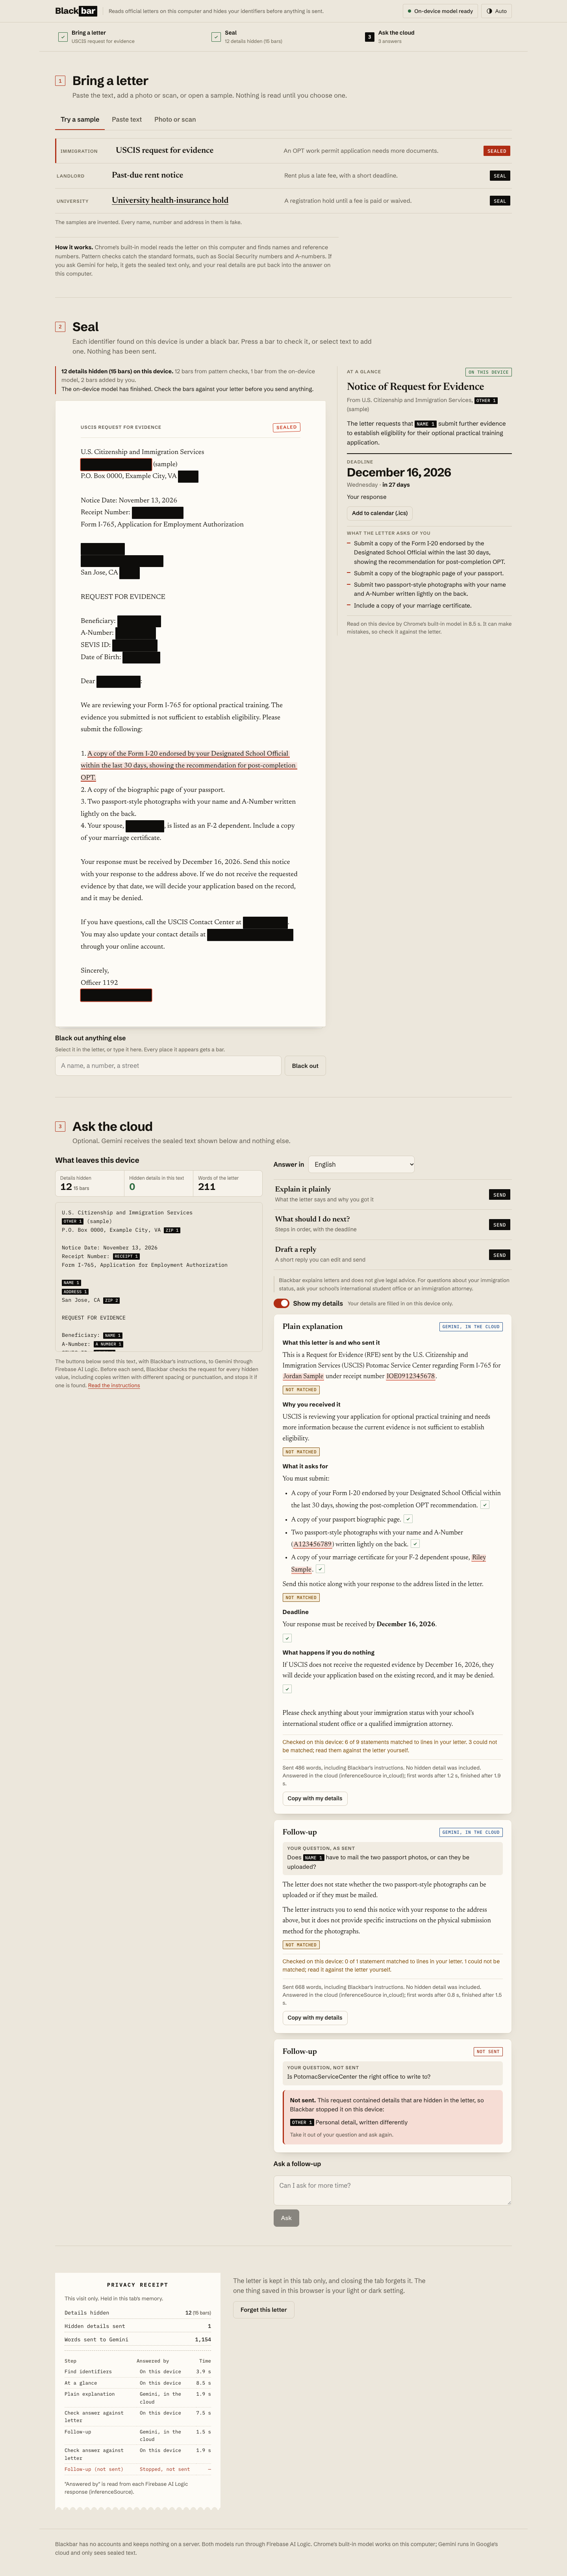 Blackbar
Reads official letters on this computer and hides your identifiers before anything is sent.
On-device model ready
Auto
Bring a letter
USCIS request for evidence
Seal
12 details hidden (15 bars)
3
Ask the cloud
3 answers
1
Bring a letter
Paste the text, add a photo or scan, or open a sample. Nothing is read until you choose one.
Try a sample
Paste text
Photo or scan
IMMIGRATION
USCIS request for evidence
An OPT work permit application needs more documents.
SEALED
LANDLORD
Past-due rent notice
Rent plus a late fee, with a short deadline.
SEAL
UNIVERSITY
University health-insurance hold
A registration hold until a fee is paid or waived.
SEAL
The samples are invented. Every name, number and address in them is fake.
How it works. Chrome's built-in model reads the letter on this computer and finds names and reference
numbers. Pattern checks catch the standard formats, such as Social Security numbers and A-numbers. If
you ask Gemini for help, it gets the sealed text only, and your real details are put back into the answer on
this computer.
2
Seal
Each identifier found on this device is under a black bar. Press a bar to check it, or select text to add
one. Nothing has been sent.
12 details hidden (15 bars) on this device. 12 bars from pattern checks, 1 bar from the on-device
model, 2 bars added by you.
The on-device model has finished. Check the bars against your letter before you send anything.
USCIS REQUEST FOR EVIDENCE
SEALED
U.S. Citizenship and Immigration Services
(sample)
P.O. Box 0000, Example City, VA
Notice Date: November 13, 2026
Receipt Number:
Form I-765, Application for Employment Authorization
San Jose, CA
REQUEST FOR EVIDENCE
Beneficiary:
A-Number:
SEVIS ID:
Date of Birth:
Dear :
We are reviewing your Form I-765 for optional practical training. The
evidence you submitted is not sufficient to establish eligibility. Please
submit the following:
1. A copy of the Form I-20 endorsed by your Designated School Official
within the last 30 days, showing the recommendation for post-completion
OPT.
2. A copy of the biographic page of your passport.
3. Two passport-style photographs with your name and A-Number written
lightly on the back.
4. Your spouse, , is listed as an F-2 dependent. Include a copy
of your marriage certificate.
Your response must be received by December 16, 2026. Send this notice
with your response to the address above. If we do not receive the requested
evidence by that date, we will decide your application based on the record,
and it may be denied.
If you have questions, call the USCIS Contact Center at .
You may also update your contact details at
through your online account.
Sincerely,
Officer 1192
AT A GLANCE
ON THIS DEVICE
Notice of Request for Evidence
From U.S. Citizenship and Immigration Services, OTHER 1
(sample)
The letter requests that NAME 1 submit further evidence
to establish eligibility for their optional practical training
application.
DEADLINE
December 16, 2026
Wednesday · in 27 days
Your response
Add to calendar (.ics)
WHAT THE LETTER ASKS OF YOU
Submit a copy of the Form I-20 endorsed by the
Designated School Official within the last 30 days,
showing the recommendation for post-completion OPT.
Submit a copy of the biographic page of your passport.
Submit two passport-style photographs with your name
and A-Number written lightly on the back.
Include a copy of your marriage certificate.
Read on this device by Chrome's built-in model in 8.5 s. It can make
mistakes, so check it against the letter.
Black out anything else
Select it in the letter, or type it here. Every place it appears gets a bar.
A name, a number, a street
Black out
3
Ask the cloud
Optional. Gemini receives the sealed text shown below and nothing else.
What leaves this device
Details hidden
12 (15 bars)
Hidden details in this text
0
Words of the letter
211
U.S. Citizenship and Immigration Services
OTHER 1 (sample)
P.O. Box 0000, Example City, VA ZIP 1
Notice Date: November 13, 2026
Receipt Number: RECEIPT 1
Form I-765, Application for Employment Authorization
NAME 1
ADDRESS 1
San Jose, CA ZIP 2
REQUEST FOR EVIDENCE
Beneficiary: NAME 1
A-Number: A NUMBER 1
The buttons below send this text, with Blackbar's instructions, to Gemini through
Firebase AI Logic. Before each send, Blackbar checks the request for every hidden
value, including copies written with different spacing or punctuation, and stops it if
one is found. Read the instructions
Answer in
English
Explain it plainly
What the letter says and why you got it
SEND
What should I do next?
Steps in order, with the deadline
SEND
Draft a reply
A short reply you can edit and send
SEND
Blackbar explains letters and does not give legal advice. For questions about your immigration
status, ask your school's international student office or an immigration attorney.
Show my details
Your details are filled in on this device only.
Plain explanation
GEMINI, IN THE CLOUD
What this letter is and who sent it
This is a Request for Evidence (RFE) sent by the U.S. Citizenship and
Immigration Services (USCIS) Potomac Service Center regarding Form I-765 for
Jordan Sample under receipt number IOE0912345678.
NOT MATCHED
Why you received it
USCIS is reviewing your application for optional practical training and needs
more information because the current evidence is not sufficient to establish
eligibility.
NOT MATCHED
What it asks for
You must submit:
A copy of your Form I-20 endorsed by your Designated School Official within
the last 30 days, showing the post-completion OPT recommendation.
A copy of your passport biographic page.
Two passport-style photographs with your name and A-Number
(A123456789) written lightly on the back.
A copy of your marriage certificate for your F-2 dependent spouse, Riley
Sample.
Send this notice along with your response to the address listed in the letter.
NOT MATCHED
Deadline
Your response must be received by December 16, 2026.
What happens if you do nothing
If USCIS does not receive the requested evidence by December 16, 2026, they
will decide your application based on the existing record, and it may be denied.
Please check anything about your immigration status with your school's
international student office or a qualified immigration attorney.
Checked on this device: 6 of 9 statements matched to lines in your letter. 3 could not
be matched; read them against the letter yourself.
Sent 486 words, including Blackbar's instructions. No hidden detail was included.
Answered in the cloud (inferenceSource in_cloud); first words after 1.2 s, finished after 1.9
s.
Copy with my details
Follow-up
GEMINI, IN THE CLOUD
YOUR QUESTION, AS SENT
Does NAME 1 have to mail the two passport photos, or can they be
uploaded?
The letter does not state whether the two passport-style photographs can be
uploaded or if they must be mailed.
The letter instructs you to send this notice with your response to the address
above, but it does not provide specific instructions on the physical submission
method for the photographs.
NOT MATCHED
Checked on this device: 0 of 1 statement matched to lines in your letter. 1 could not be
matched; read it against the letter yourself.
Sent 668 words, including Blackbar's instructions. No hidden detail was included.
Answered in the cloud (inferenceSource in_cloud); first words after 0.8 s, finished after 1.5
s.
Copy with my details
Follow-up
NOT SENT
YOUR QUESTION, NOT SENT
Is PotomacServiceCenter the right office to write to?
Not sent. This request contained details that are hidden in the letter, so
Blackbar stopped it on this device:
OTHER 1 Personal detail, written differently
Take it out of your question and ask again.
Ask a follow-up
Can I ask for more time?
Ask
PRIVACY RECEIPT
This visit only. Held in this tab's memory.
Details hidden 12 (15 bars)
Hidden details sent 1
Words sent to Gemini 1,154
Step Answered by Time
Find identifiers On this device 3.9 s
At a glance On this device 8.5 s
Plain explanation Gemini, in the cloud 1.9 s
Check answer against letter On this device 7.5 s
Follow-up Gemini, in the cloud 1.5 s
Check answer against letter On this device 1.9 s
Follow-up (not sent) Stopped, not sent —
"Answered by" is read from each Firebase AI Logic
response (inferenceSource).
The letter is kept in this tab only, and closing the tab forgets it. The
one thing saved in this browser is your light or dark setting.
Forget this letter
Blackbar has no accounts and keeps nothing on a server. Both models run through Firebase AI Logic. Chrome's built-in model works on this computer; Gemini runs in Google's
cloud and only sees sealed text.